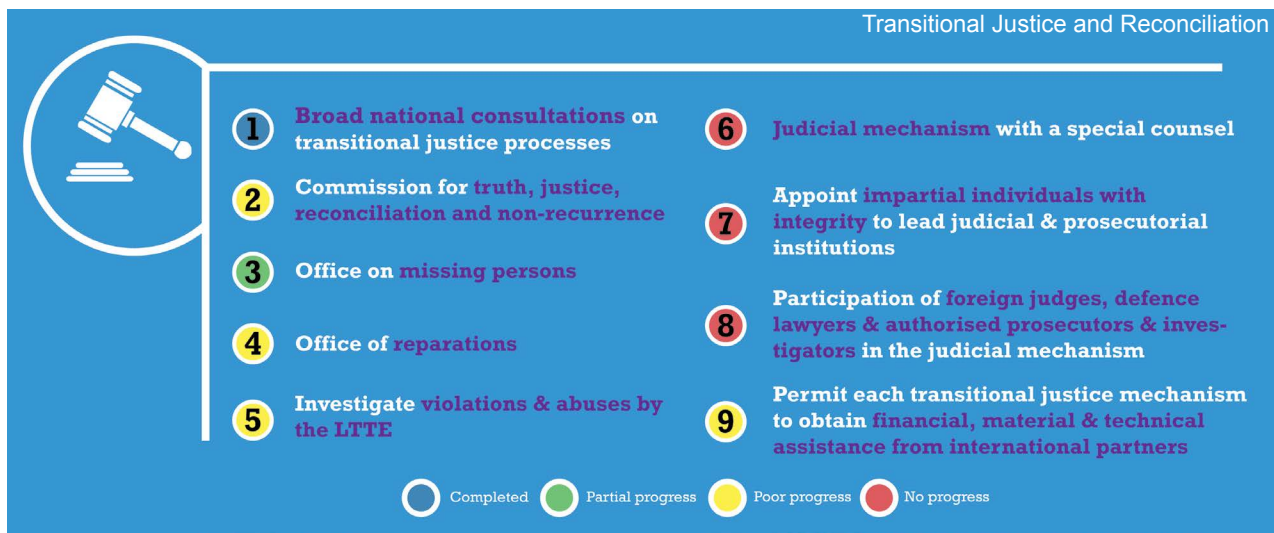 Transitional Justice and Reconciliation
1
Broad national consultations on
transitional justice processes
2
Commission for truth, justice,
reconciliation and non-recurrence
3
Office on missing persons
4
Office of reparations
5
Investigate violations & abuses by
the LTTE
6
Judicial mechanism with a special counsel
7
Appoint impartial individuals with
integrity to lead judicial & prosecutorial
institutions
8
Participation of foreign judges, defence
lawyers & authorised prosecutors & inves-
tigators in the judicial mechanism
9
Permit each transitional justice mechanism
to obtain financial, material & technical
assistance from international partners
Completed
Partial progress
Poor progress
No progress